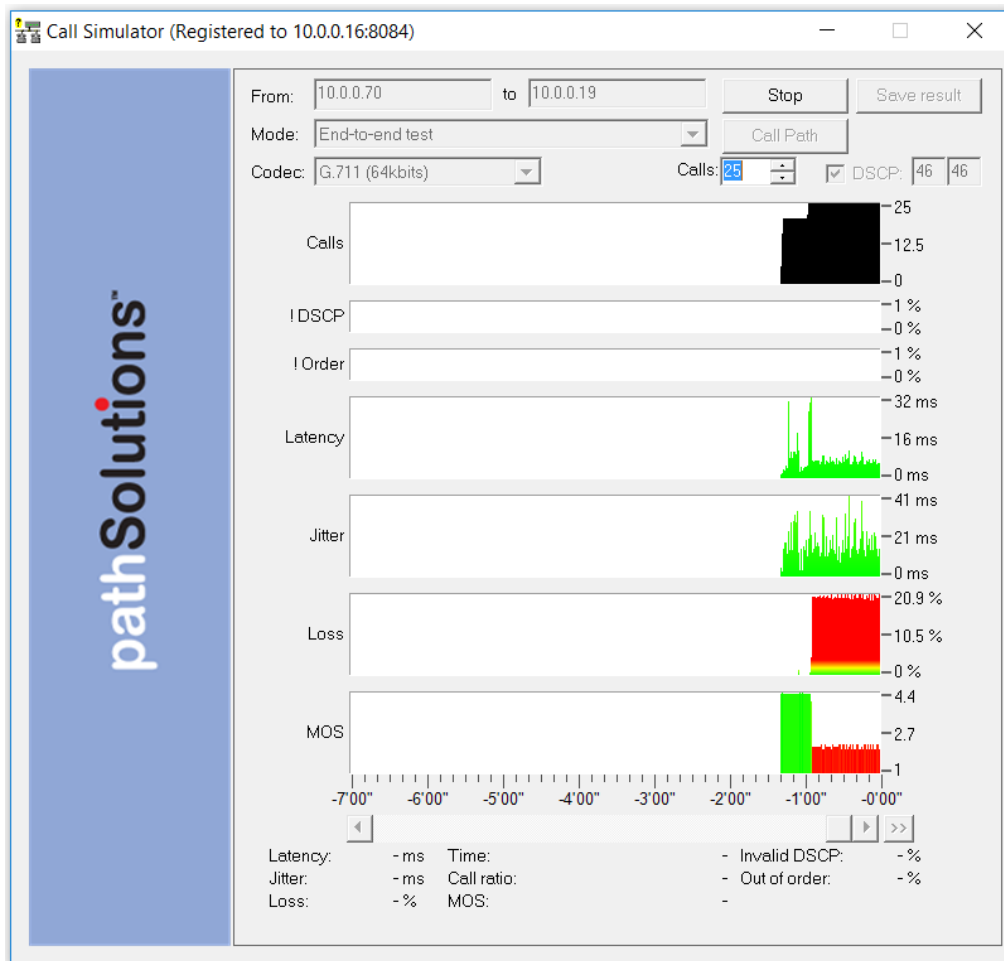 Call Simulator (Registered to 10.0.0.16:8084)
pathSolutions™
From: 10.0.0.70 to 10.0.0.19 Stop Save result
Mode: End-to-end test Call Path
Codec: G.711 (64kbits) Calls: 25 DSCP: 46 46
Calls 25
12.5
0
! DSCP 1 %
0 %
! Order 1 %
0 %
Latency 32 ms
16 ms
0 ms
Jitter 41 ms
21 ms
0 ms
Loss 20.9 %
10.5 %
0 %
MOS 4.4
2.7
1
-7'00" -6'00" -5'00" -4'00" -3'00" -2'00" -1'00" -0'00"
>>
Latency: - ms Time: - Invalid DSCP: - %
Jitter: - ms Call ratio: - Out of order: - %
Loss: - % MOS: -